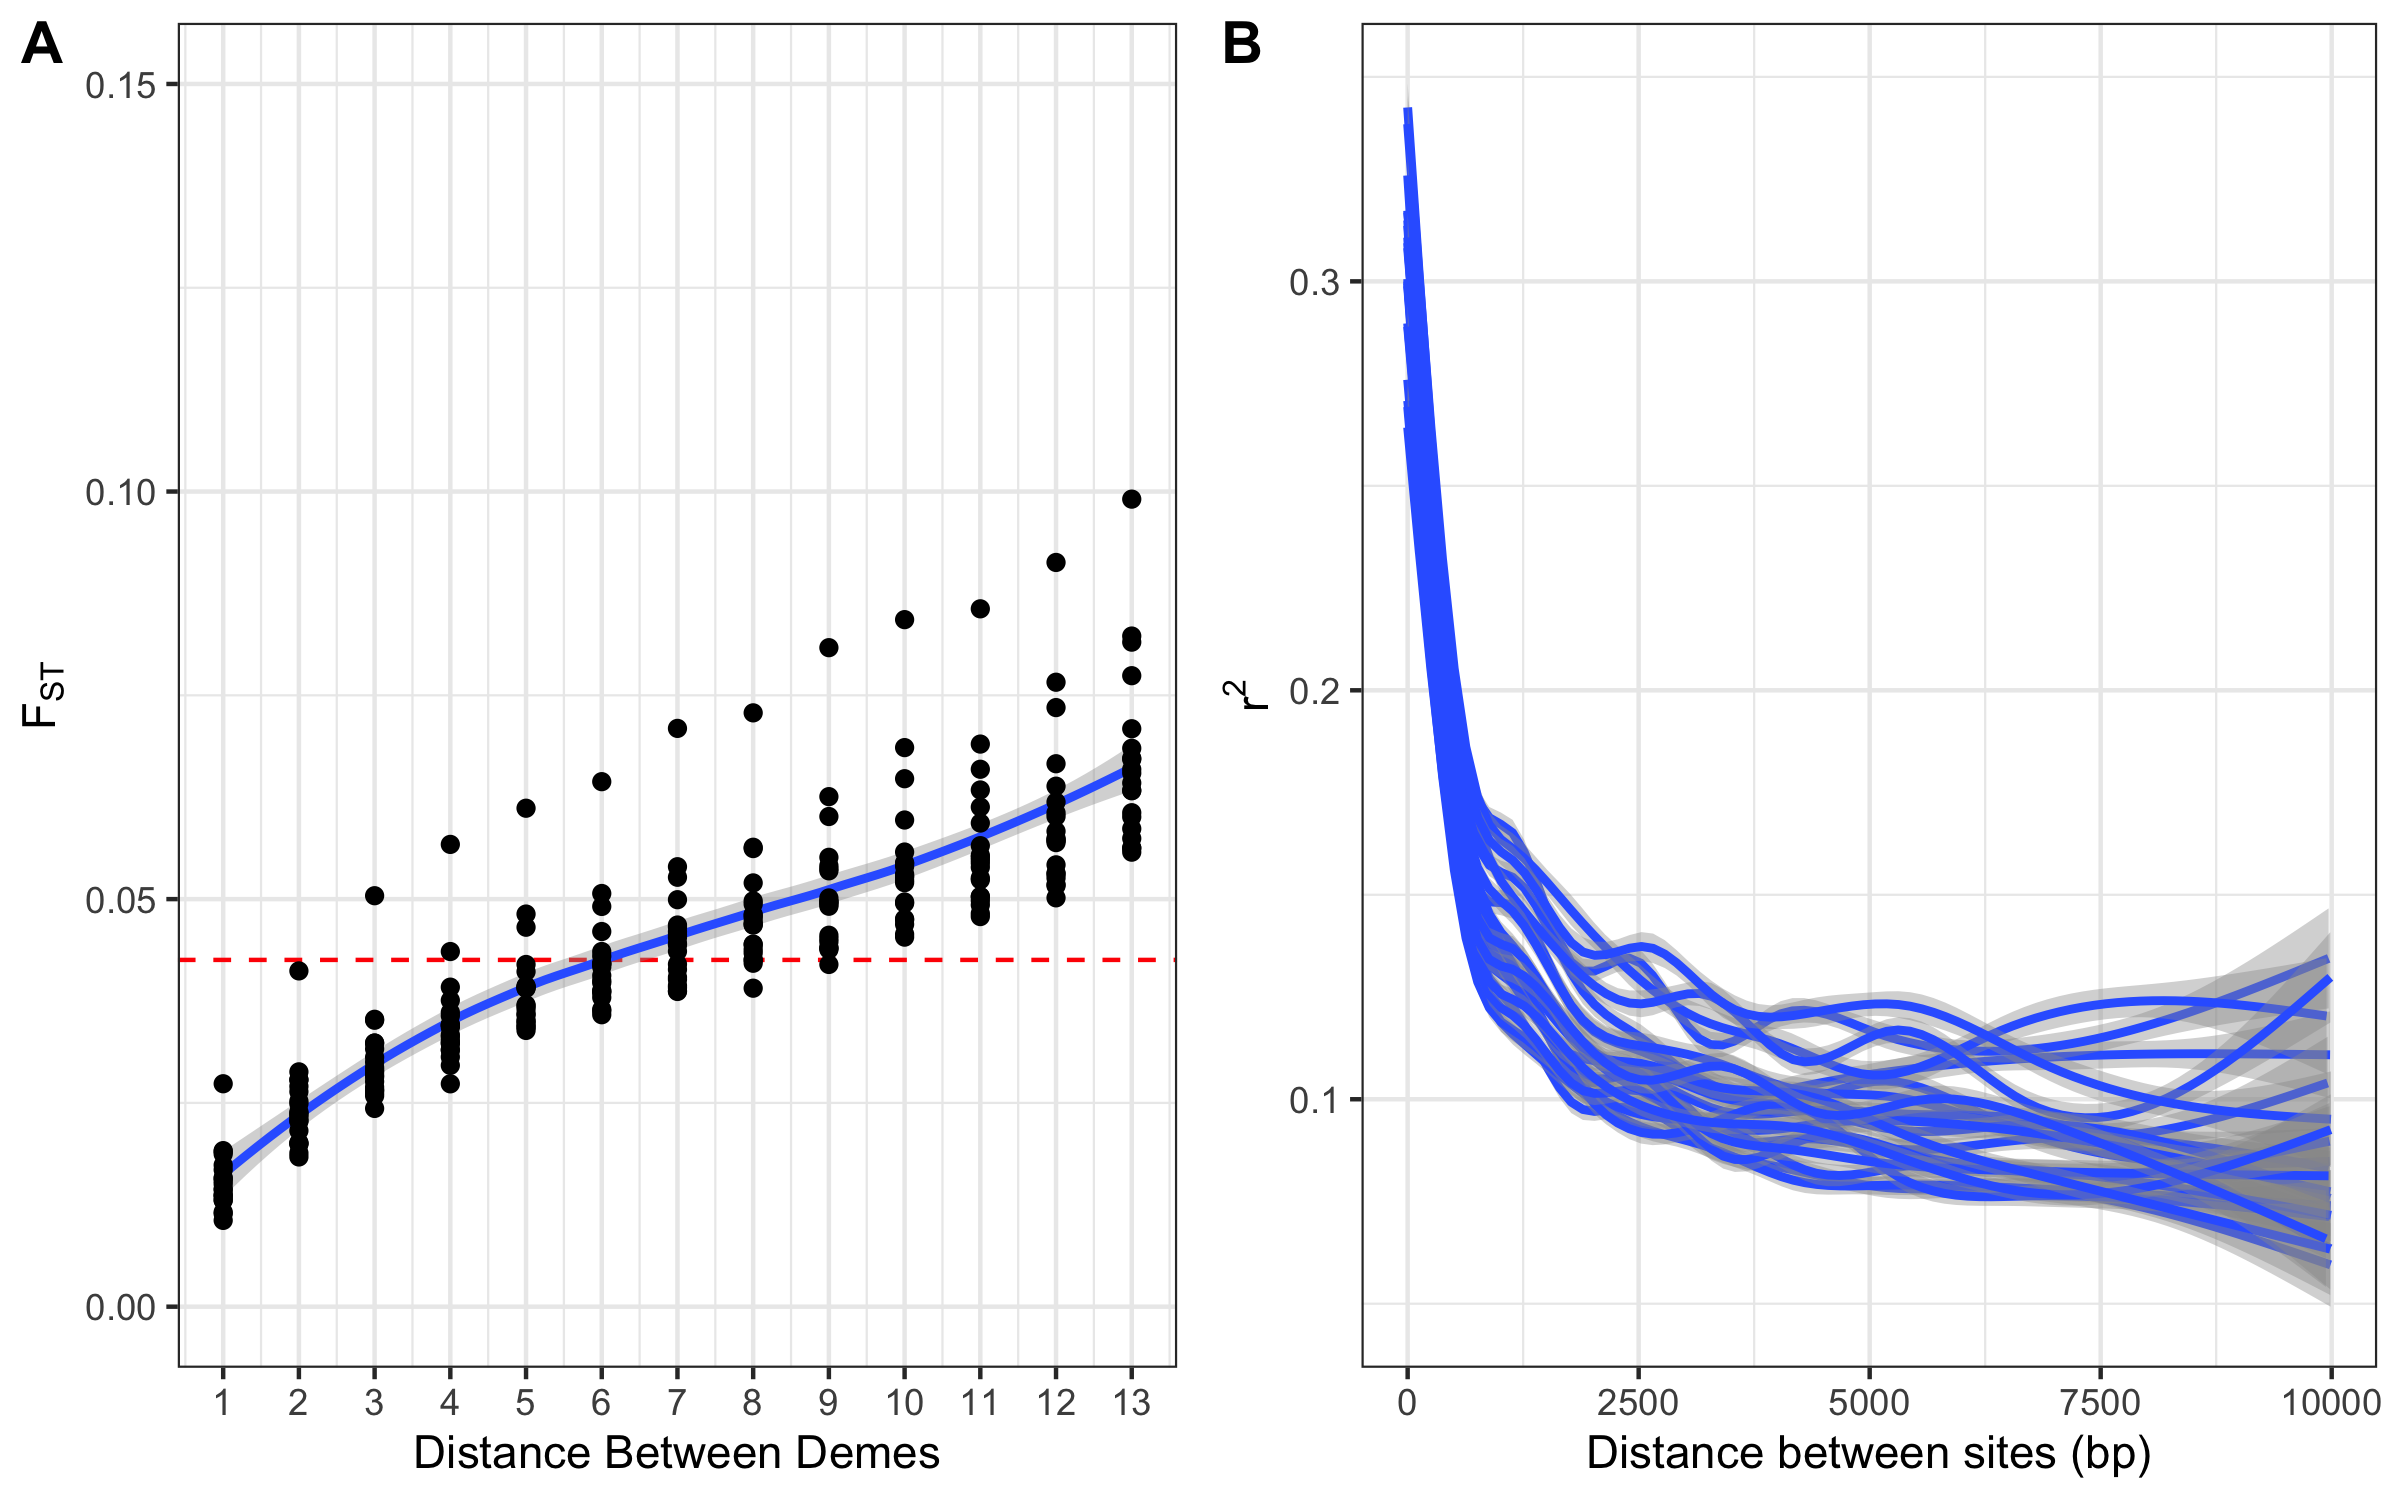 A
0.15
0.10
0.05
0.00
F_ST
1 2 3 4 5 6 7 8 9 10 11 12 13
Distance Between Demes
B
0.3
0.2
0.1
r²
0 2500 5000 7500 10000
Distance between sites (bp)